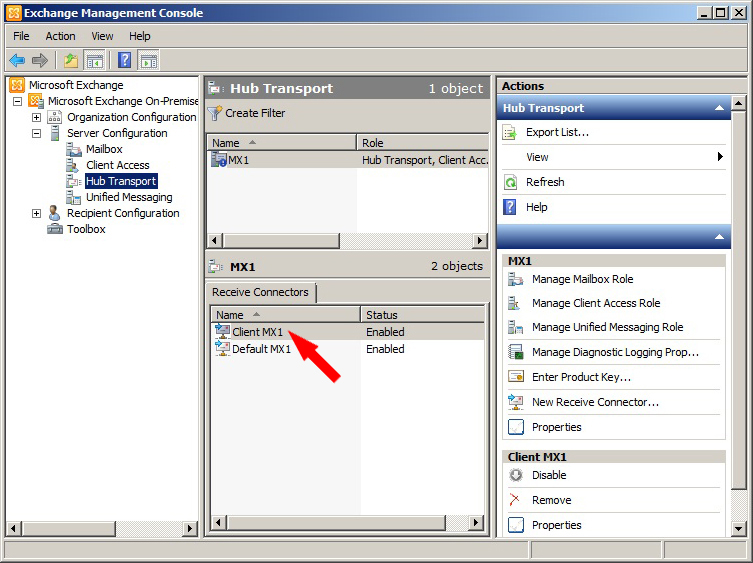 Exchange Management Console
File Action View Help
Microsoft Exchange
Microsoft Exchange On-Premise
Organization Configuration
Server Configuration
Mailbox
Client Access
Hub Transport
Unified Messaging
Recipient Configuration
Toolbox
Hub Transport 1 object
Create Filter
Name Role
MX1 Hub Transport, Client Acc...
MX1 2 objects
Receive Connectors
Name Status
Client MX1 Enabled
Default MX1 Enabled
Actions
Hub Transport
Export List...
View
Refresh
Help
MX1
Manage Mailbox Role
Manage Client Access Role
Manage Unified Messaging Role
Manage Diagnostic Logging Prop...
Enter Product Key...
New Receive Connector...
Properties
Client MX1
Disable
Remove
Properties